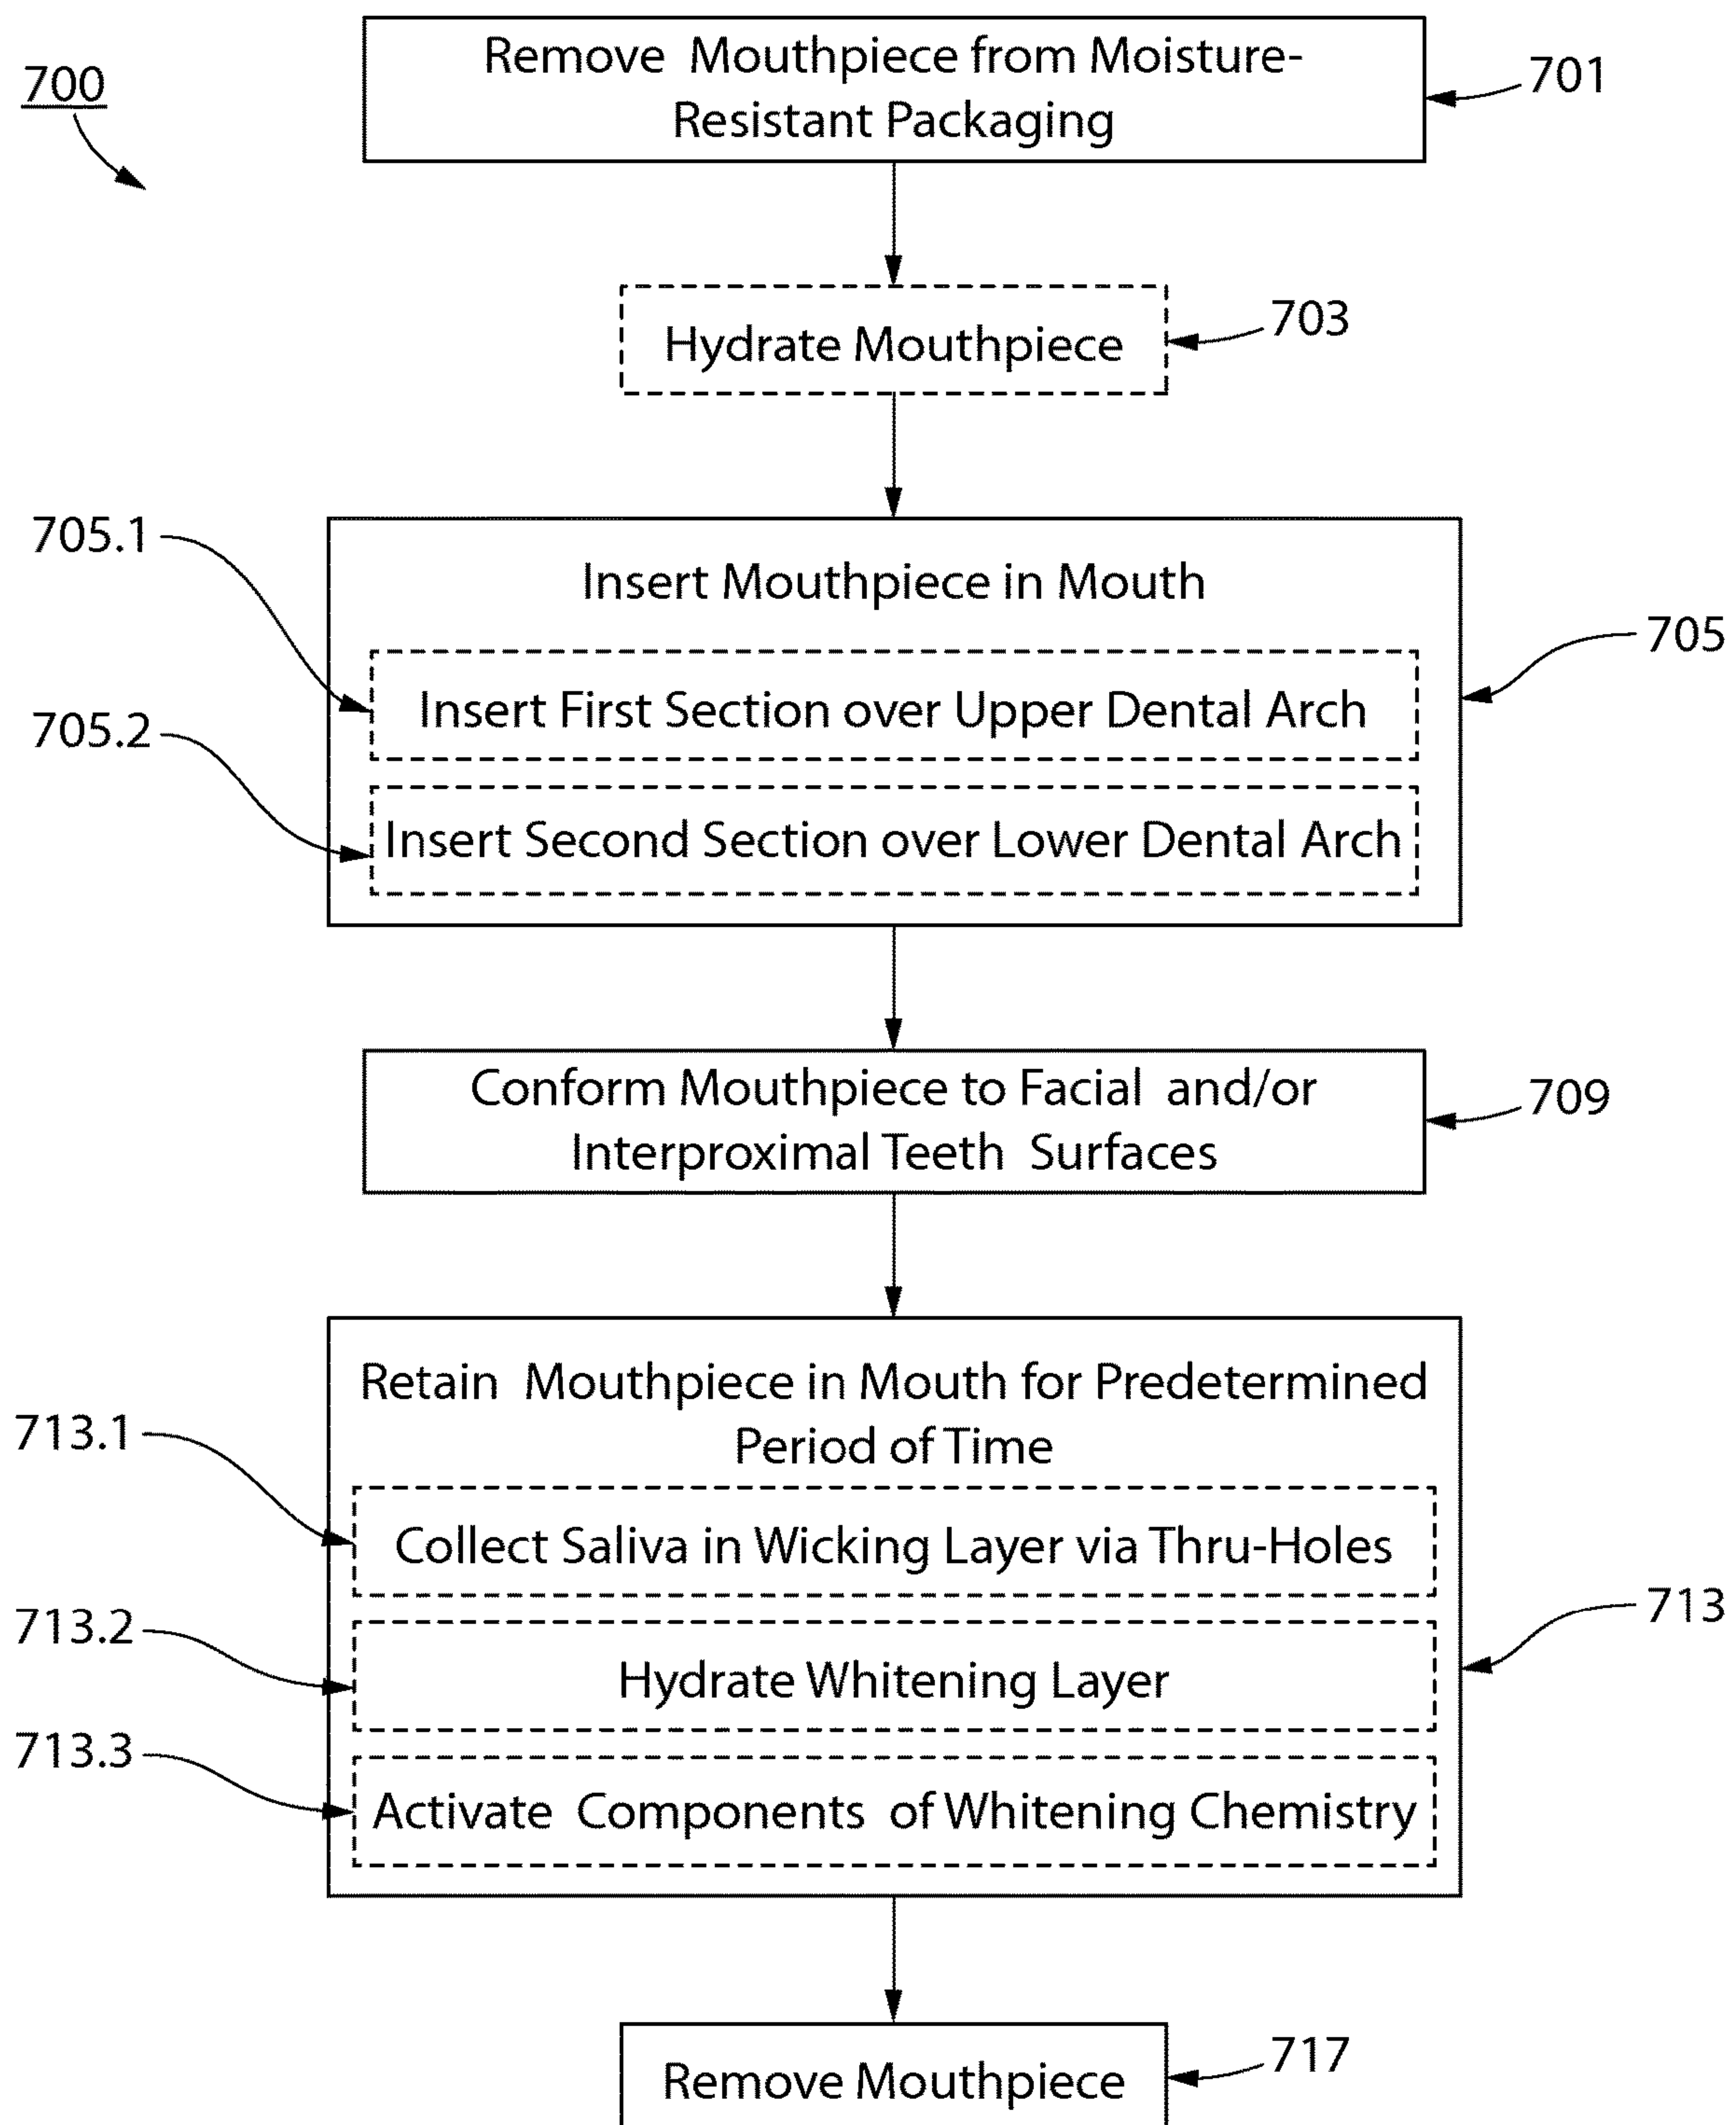 700
Remove Mouthpiece from Moisture-
Resistant Packaging
701
Hydrate Mouthpiece
703
705.1
705.2
Insert Mouthpiece in Mouth
Insert First Section over Upper Dental Arch
Insert Second Section over Lower Dental Arch
705
Conform Mouthpiece to Facial and/or
Interproximal Teeth Surfaces
709
713.1
713.2
713.3
Retain Mouthpiece in Mouth for Predetermined
Period of Time
Collect Saliva in Wicking Layer via Thru-Holes
Hydrate Whitening Layer
Activate Components of Whitening Chemistry
713
Remove Mouthpiece
717